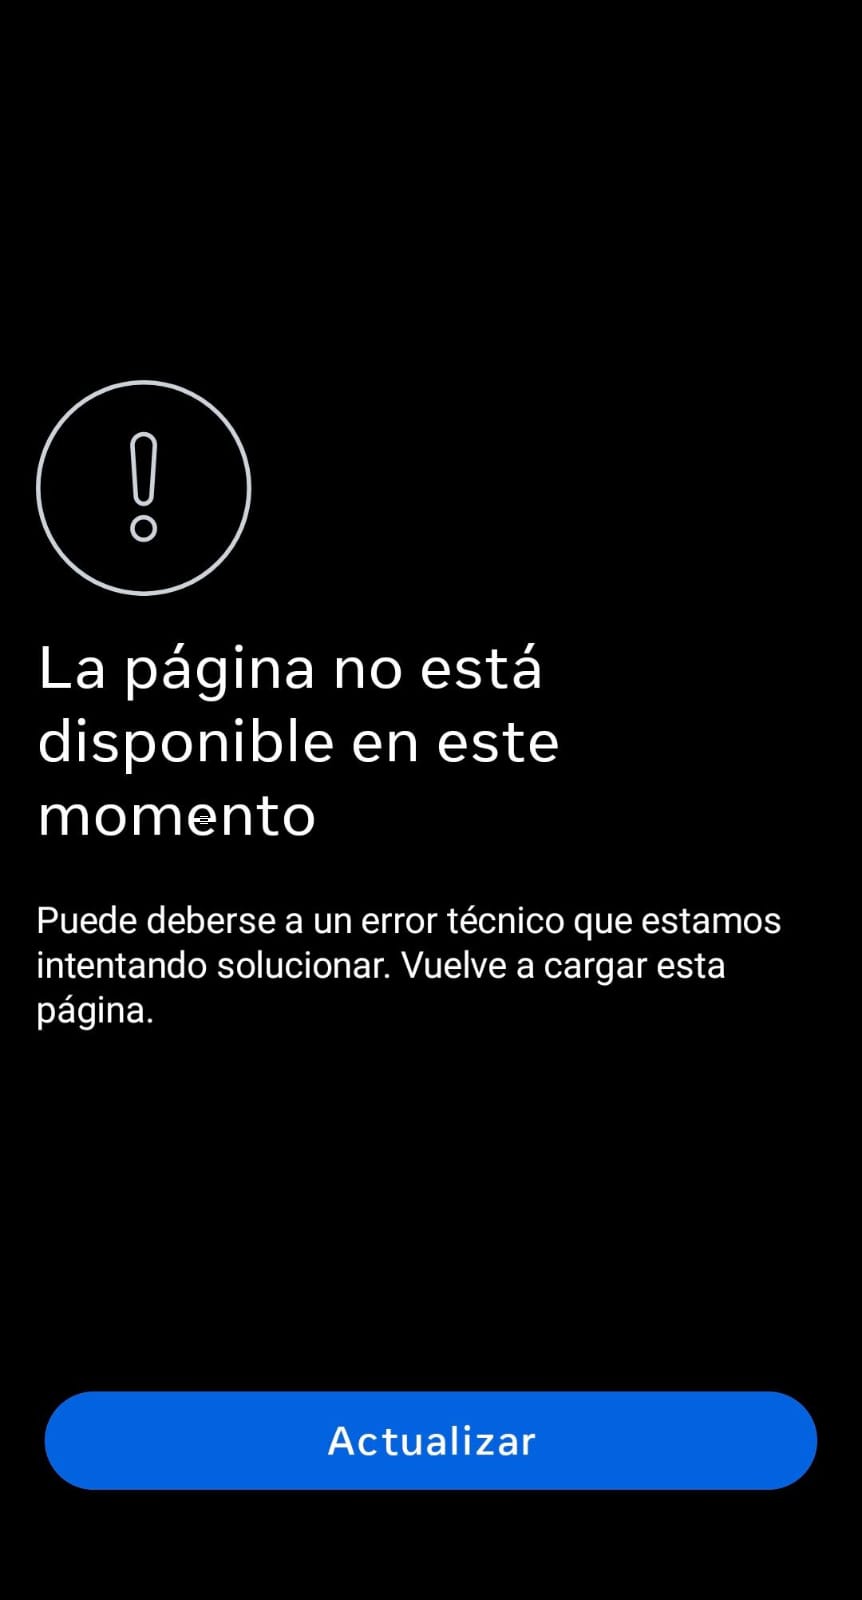 La página no está
disponible en este
momento
Puede deberse a un error técnico que estamos
intentando solucionar. Vuelve a cargar esta
página.
Actualizar